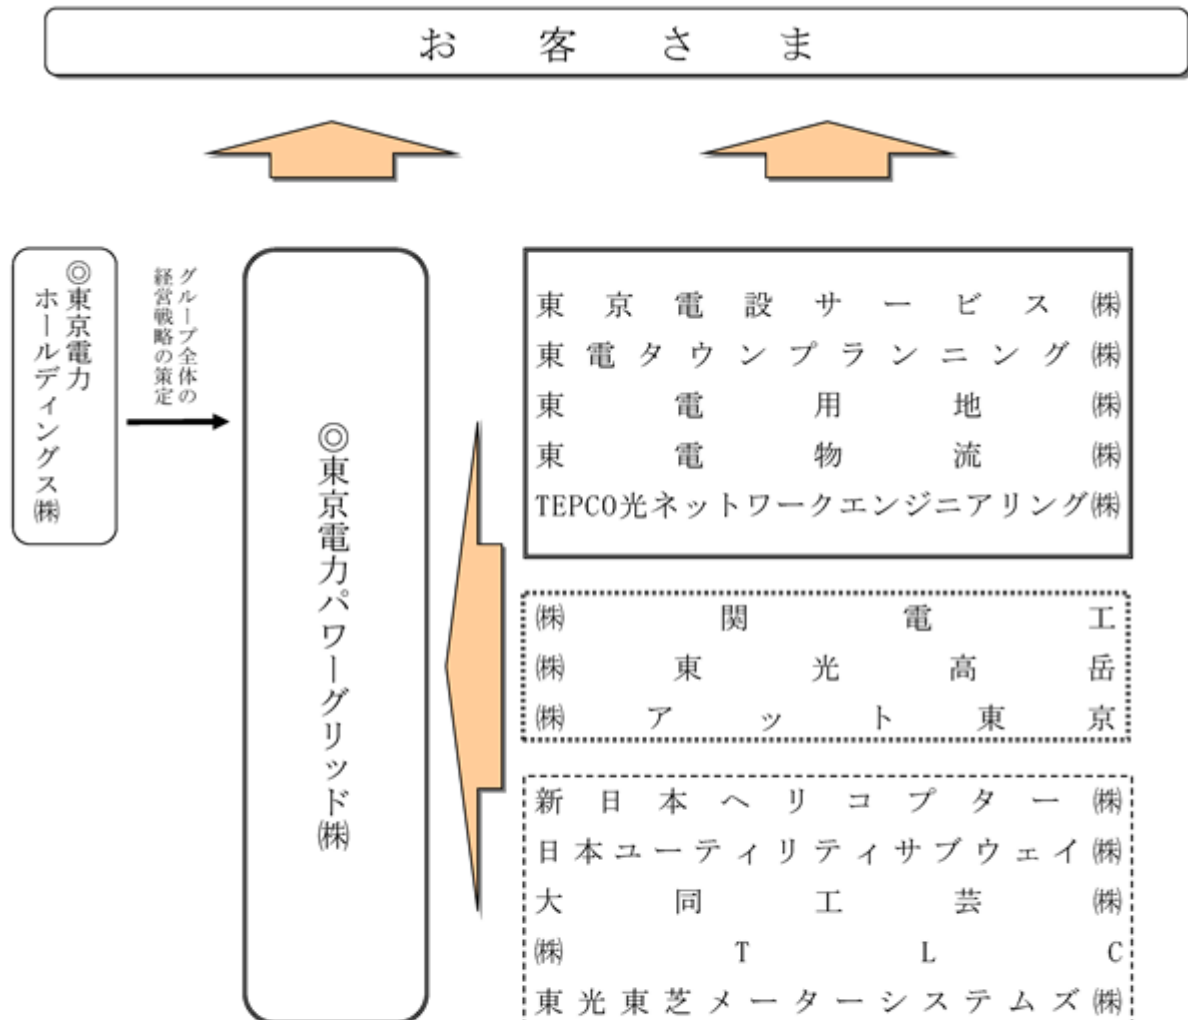 お客さま
◎東京電力
ホールディングス㈱
グループ全体の
経営戦略の策定
◎東京電力パワーグリッド㈱
東京電設サービス㈱
東電タウンプランニング㈱
東電用地㈱
東電物流㈱
TEPCO光ネットワークエンジニアリング㈱
㈱関電工
㈱東光高岳
㈱アット東京
新日本ヘリコプター㈱
日本ユーティリティサブウェイ㈱
大同工芸㈱
㈱TLC
東光東芝メーターシステムズ㈱